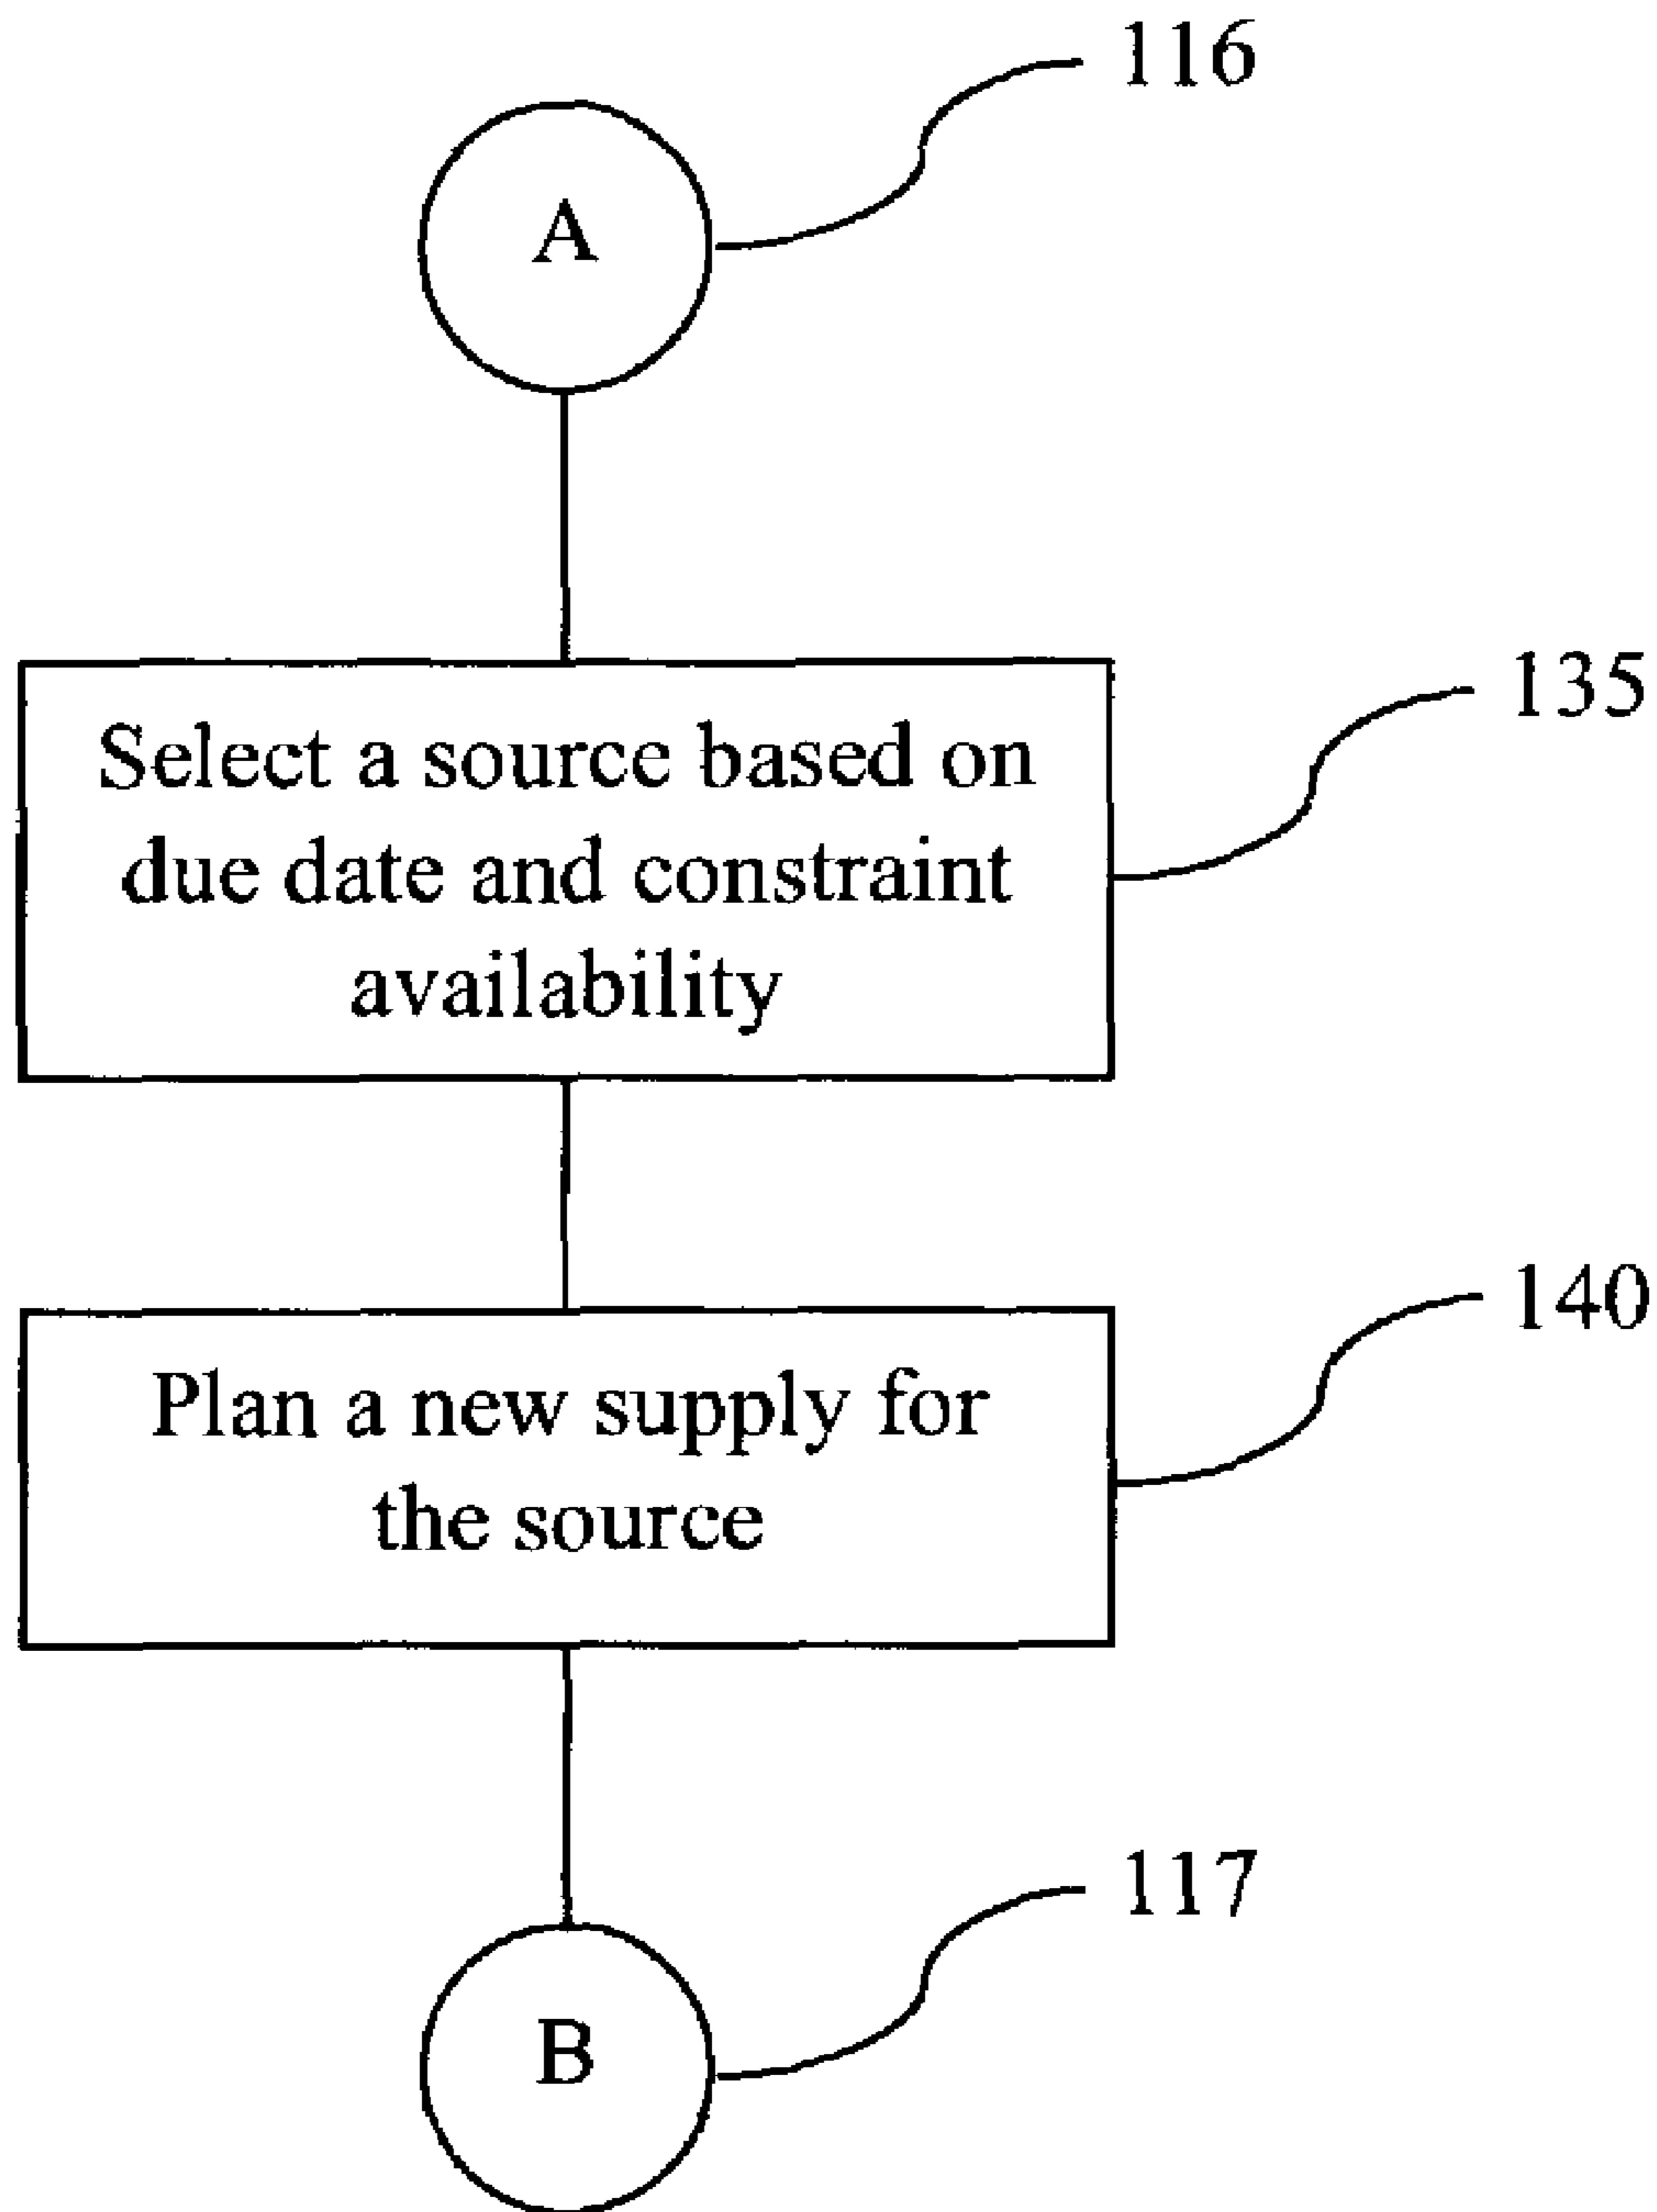 116
A
135
Select a source based on
due date and constraint
availability
140
Plan a new supply for
the source
117
B